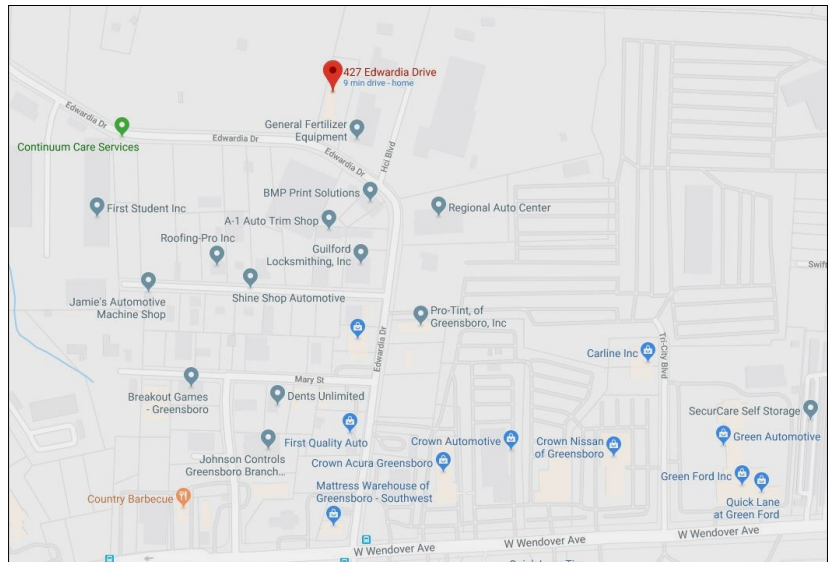 427 Edwardia Drive
9 min drive - home
Edwardia Dr
Continuum Care Services
Edwardia Dr
General Fertilizer
Equipment
Edwardia Dr
Hcl Blvd
BMP Print Solutions
First Student Inc
A-1 Auto Trim Shop
Regional Auto Center
Roofing-Pro Inc
Guilford
Locksmithing, Inc
Swift
Jamie's Automotive
Machine Shop
Shine Shop Automotive
Pro-Tint, of
Greensboro, Inc
Edwardia Dr
Carline Inc
Tri-City Blvd
Mary St
Breakout Games
- Greensboro
Dents Unlimited
SecurCare Self Storage
First Quality Auto
Crown Automotive
Crown Nissan
of Greensboro
Green Automotive
Johnson Controls
Greensboro Branch...
Crown Acura Greensboro
Green Ford Inc
Country Barbecue
Mattress Warehouse of
Greensboro - Southwest
Quick Lane
at Green Ford
W Wendover Ave
W Wendover Ave
W Wendover Ave